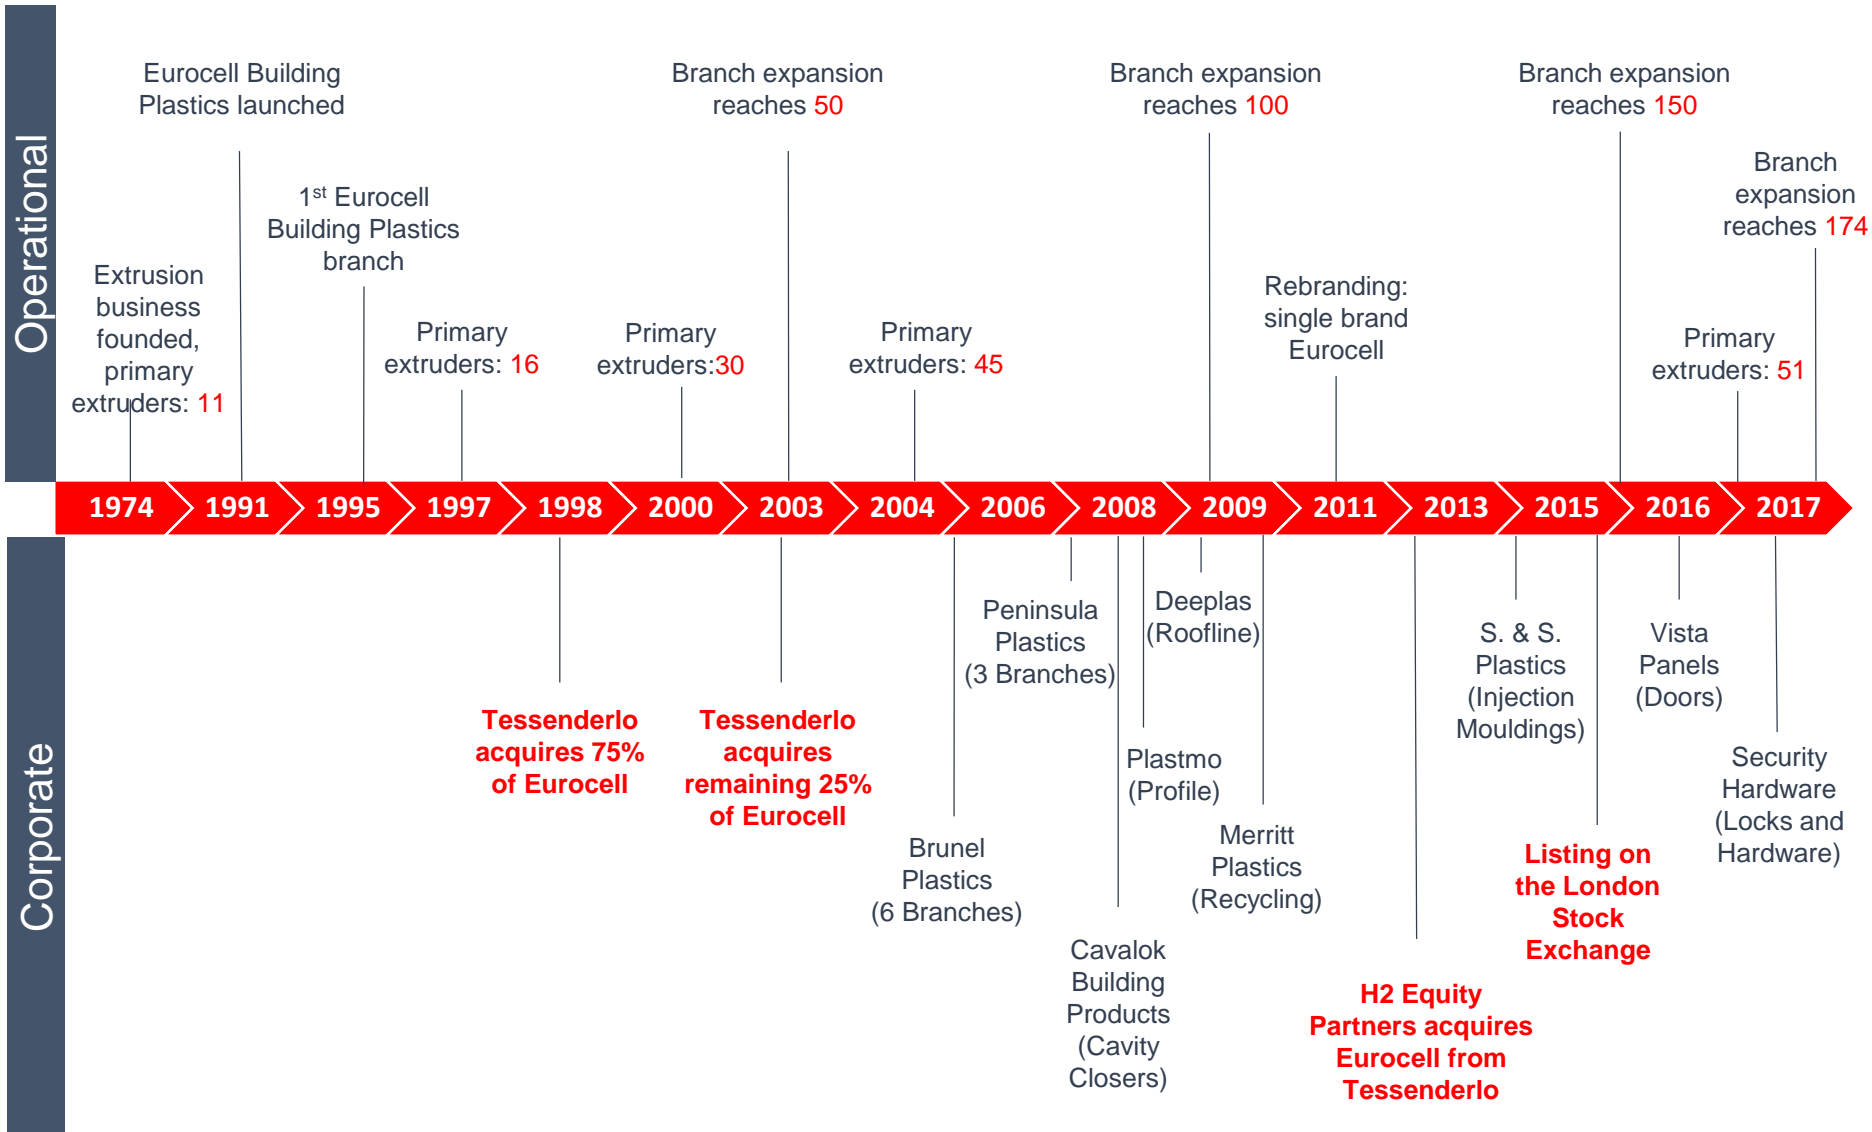 Operational
Eurocell Building
Plastics launched
Branch expansion
reaches 50
Branch expansion
reaches 100
Branch expansion
reaches 150
Branch
expansion
reaches 174
1st Eurocell
Building Plastics
branch
Extrusion
business
founded,
primary
extruders: 11
Primary
extruders: 16
Primary
extruders:30
Primary
extruders: 45
Rebranding:
single brand
Eurocell
Primary
extruders: 51
1974 1991 1995 1997 1998 2000 2003 2004 2006 2008 2009 2011 2013 2015 2016 2017
Corporate
Tessenderlo
acquires 75%
of Eurocell
Tessenderlo
acquires
remaining 25%
of Eurocell
Brunel
Plastics
(6 Branches)
Peninsula
Plastics
(3 Branches)
Cavalok
Building
Products
(Cavity
Closers)
Plastmo
(Profile)
Deeplas
(Roofline)
Merritt
Plastics
(Recycling)
H2 Equity
Partners acquires
Eurocell from
Tessenderlo
S. & S.
Plastics
(Injection
Mouldings)
Listing on
the London
Stock
Exchange
Vista
Panels
(Doors)
Security
Hardware
(Locks and
Hardware)